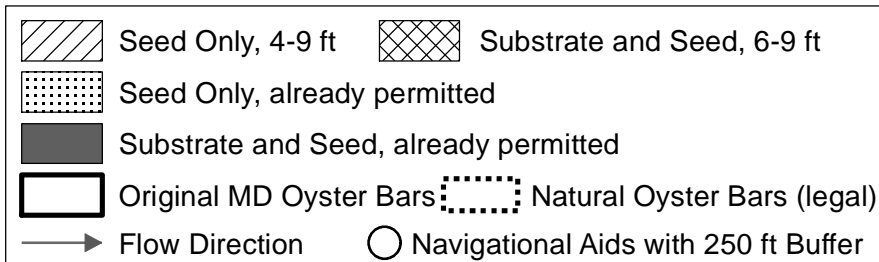 Seed Only, 4-9 ft Substrate and Seed, 6-9 ft
Seed Only, already permitted
Substrate and Seed, already permitted
Original MD Oyster Bars Natural Oyster Bars (legal)
Flow Direction Navigational Aids with 250 ft Buffer